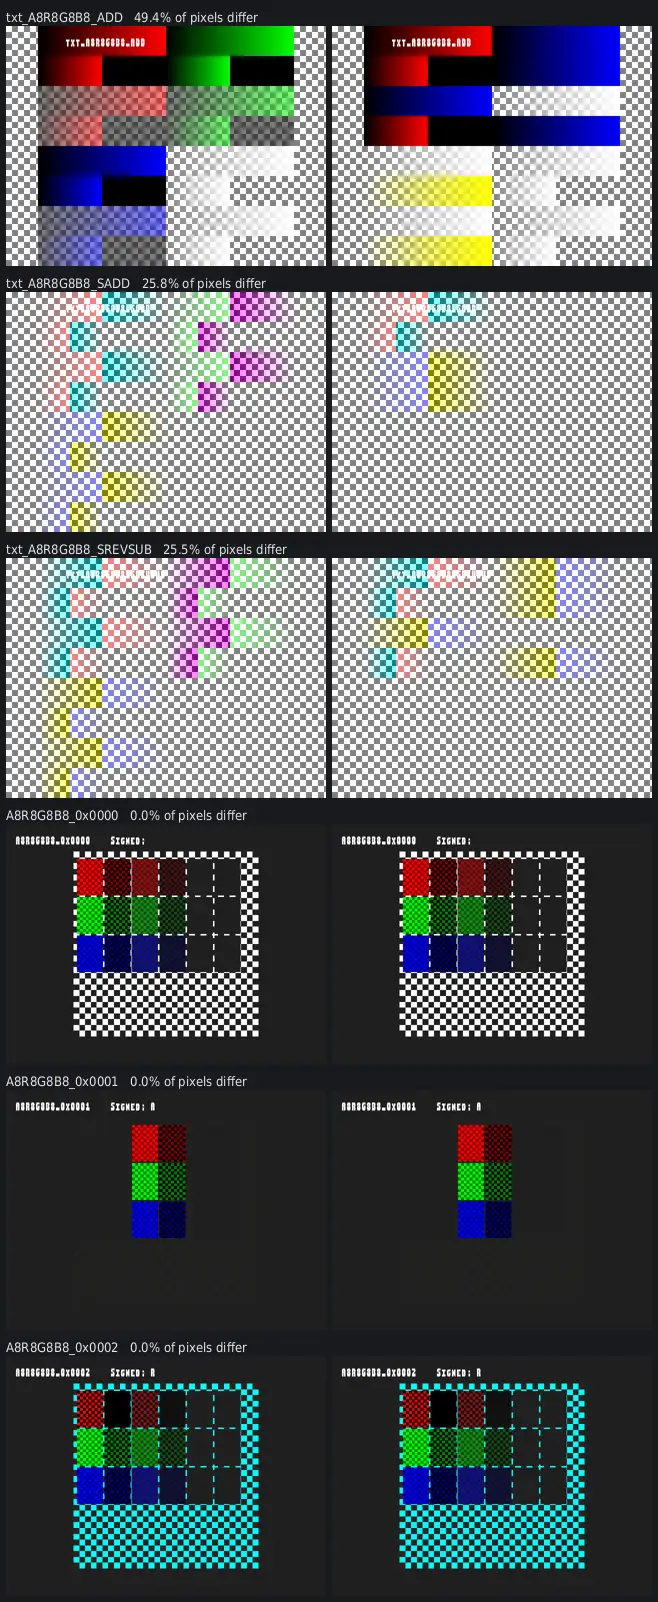 txt_A8R8G8B8_ADD 49.4% of pixels differ
TXT_A8R8G8B8_ADD TXT_A8R8G8B8_ADD
txt_A8R8G8B8_SADD 25.8% of pixels differ
txt_A8R8G8B8_SREVSUB 25.5% of pixels differ
A8R8G8B8_0x0000 0.0% of pixels differ
A8R8G8B8_0x0000 Signed: A8R8G8B8_0x0000 Signed:
A8R8G8B8_0x0001 0.0% of pixels differ
A8R8G8B8_0x0001 Signed: A8R8G8B8_0x0001 Signed:
A8R8G8B8_0x0002 0.0% of pixels differ
A8R8G8B8_0x0002 Signed: A8R8G8B8_0x0002 Signed: